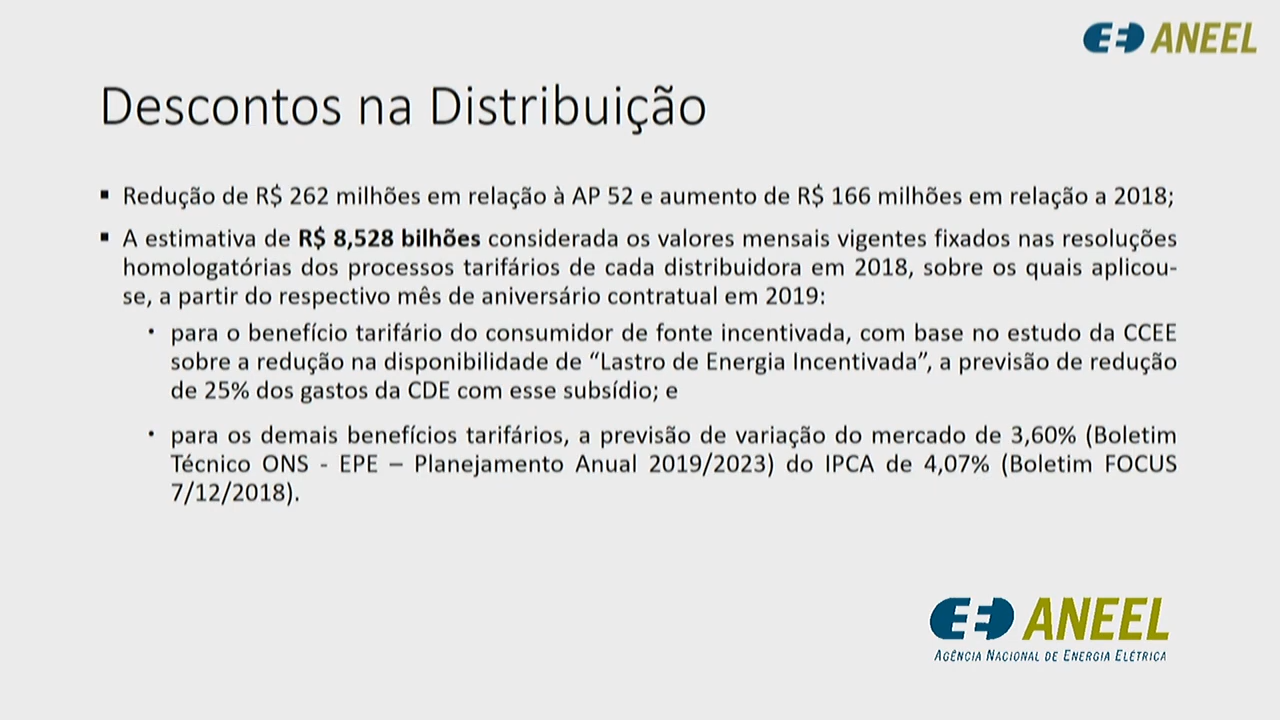 ANEEL
Descontos na Distribuição
▪ Redução de R$ 262 milhões em relação à AP 52 e aumento de R$ 166 milhões em relação a 2018;
▪ A estimativa de R$ 8,528 bilhões considerada os valores mensais vigentes fixados nas resoluções
homologatórias dos processos tarifários de cada distribuidora em 2018, sobre os quais aplicou-
se, a partir do respectivo mês de aniversário contratual em 2019:
• para o benefício tarifário do consumidor de fonte incentivada, com base no estudo da CCEE
sobre a redução na disponibilidade de “Lastro de Energia Incentivada”, a previsão de redução
de 25% dos gastos da CDE com esse subsídio; e
• para os demais benefícios tarifários, a previsão de variação do mercado de 3,60% (Boletim
Técnico ONS - EPE – Planejamento Anual 2019/2023) do IPCA de 4,07% (Boletim FOCUS
7/12/2018).
ANEEL
AGÊNCIA NACIONAL DE ENERGIA ELÉTRICA